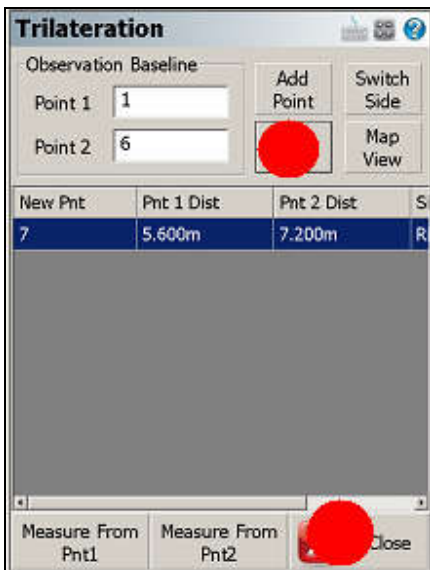 Trilateration
Observation Baseline
Point 1 1
Point 2 6
Add
Point
Switch
Side
Map
View
New Pnt Pnt 1 Dist Pnt 2 Dist
7 5.600m 7.200m R
Measure From
Pnt1
Measure From
Pnt2
Close